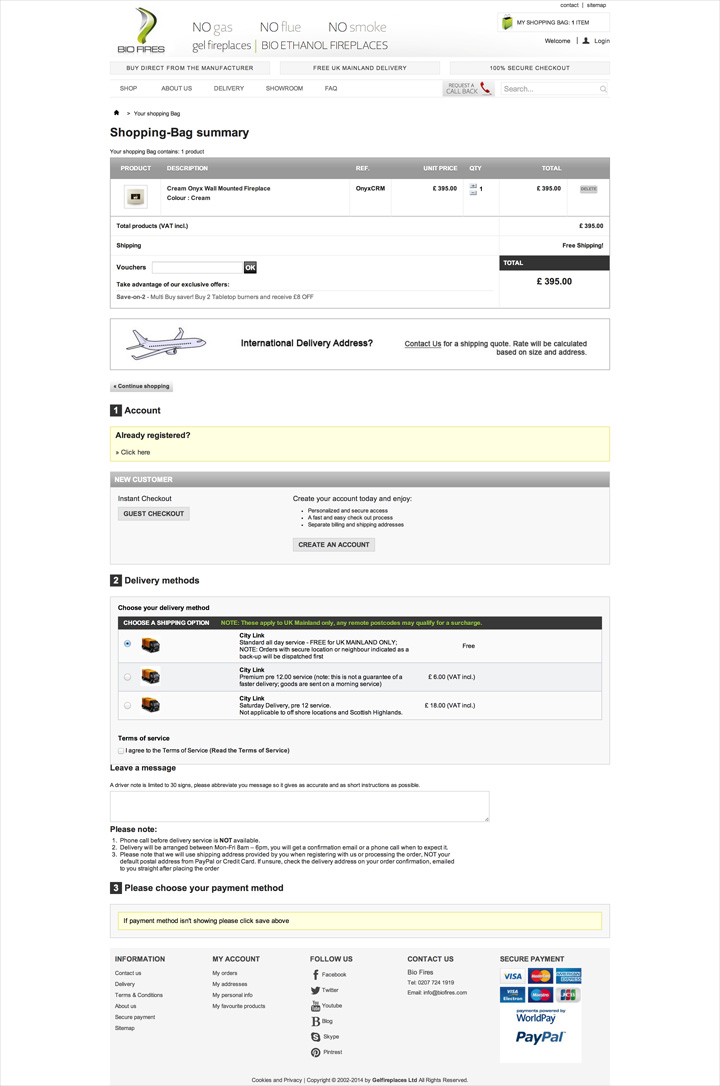 contact | sitemap
MY SHOPPING BAG: 1 ITEM
Welcome | Login
BIO FIRES
NO gas NO flue NO smoke
gel fireplaces | BIO ETHANOL FIREPLACES
BUY DIRECT FROM THE MANUFACTURER
FREE UK MAINLAND DELIVERY
100% SECURE CHECKOUT
SHOP ABOUT US DELIVERY SHOWROOM FAQ
REQUEST A
CALL BACK
Search...
> Your shopping Bag
Shopping-Bag summary
Your shopping Bag contains: 1 product
PRODUCT DESCRIPTION REF. UNIT PRICE QTY TOTAL
Cream Onyx Wall Mounted Fireplace OnyxCRM £ 395.00 1 £ 395.00 DELETE
Colour : Cream
Total products (VAT incl.) £ 395.00
Shipping Free Shipping!
Vouchers OK
TOTAL
£ 395.00
Take advantage of our exclusive offers:
Save-on-2 - Multi Buy saver! Buy 2 Tabletop burners and receive £8 OFF
International Delivery Address?
Contact Us for a shipping quote. Rate will be calculated
based on size and address.
« Continue shopping
1 Account
Already registered?
» Click here
NEW CUSTOMER
Instant Checkout
GUEST CHECKOUT
Create your account today and enjoy:
• Personalized and secure access
• A fast and easy check out process
• Separate billing and shipping addresses
CREATE AN ACCOUNT
2 Delivery methods
Choose your delivery method
CHOOSE A SHIPPING OPTION NOTE: These apply to UK Mainland only, any remote postcodes may qualify for a surcharge.
City Link
Standard all day service - FREE for UK MAINLAND ONLY;
NOTE: Orders with secure location or neighbour indicated as a
back-up will be dispatched first
Free
City Link
Premium pre 12.00 service (note: this is not a guarantee of a
faster delivery; goods are sent on a morning service)
£ 6.00 (VAT incl.)
City Link
Saturday Delivery, pre 12 service.
Not applicable to off shore locations and Scottish Highlands.
£ 18.00 (VAT incl.)
Terms of service
I agree to the Terms of Service (Read the Terms of Service)
Leave a message
A driver note is limited to 30 signs, please abbreviate you message so it gives as accurate and as short instructions as possible.
Please note:
1. Phone call before delivery service is NOT available.
2. Delivery will be arranged between Mon-Fri 8am – 6pm, you will get a confirmation email or a phone call when to expect it.
3. Please note that we will use shipping address provided by you when registering with us or processing the order, NOT your
default postal address from PayPal or Credit Card. If unsure, check the delivery address on your order confirmation, emailed
to you straight after placing the order
3 Please choose your payment method
If payment method isn't showing please click save above
INFORMATION
Contact us
Delivery
Terms & Conditions
About us
Secure payment
Sitemap
MY ACCOUNT
My orders
My addresses
My personal info
My favourite products
FOLLOW US
Facebook
Twitter
Youtube
Blog
Skype
Pintrest
CONTACT US
Bio Fires
Tel: 0207 724 1919
Email: info@biofires.com
SECURE PAYMENT
VISA MasterCard AMERICAN EXPRESS
VISA Electron Maestro JCB
payments powered by
WorldPay
PayPal
Cookies and Privacy | Copyright © 2002-2014 by Gelfireplaces Ltd All Rights Reserved.